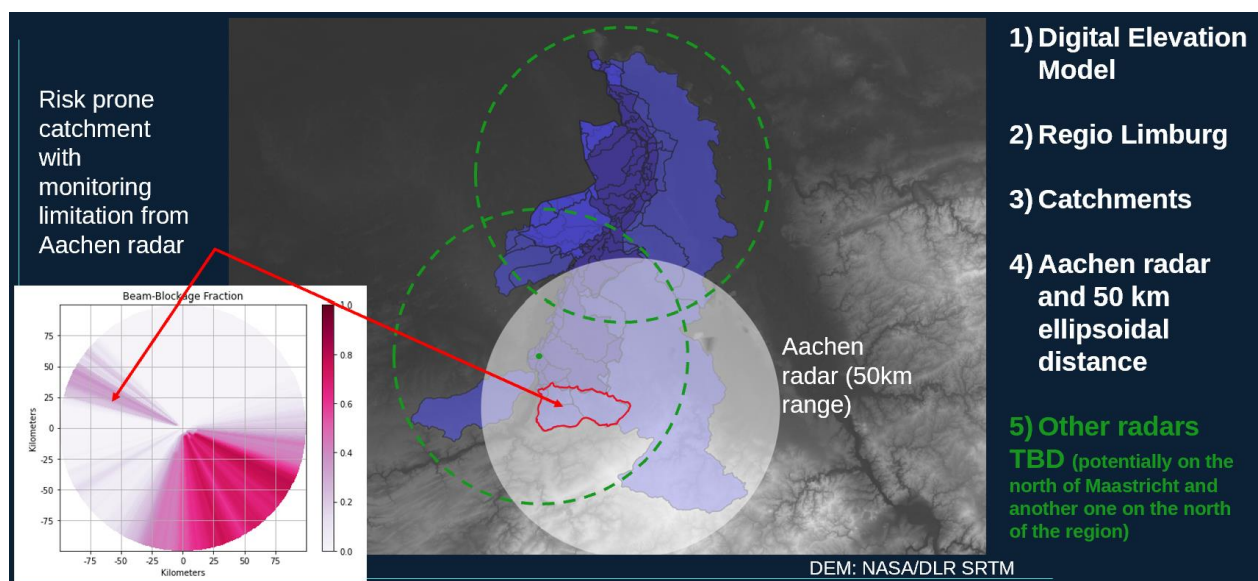 Risk prone
catchment
with
monitoring
limitation from
Aachen radar
Beam-Blockage Fraction
75
50
25
0
-25
-50
-75
Kilometers
-75
-50
-25
0
25
50
75
Kilometers
1.0
0.8
0.6
0.4
0.2
0.0
Aachen
radar (50km
range)
1) Digital Elevation
Model
2) Regio Limburg
3) Catchments
4) Aachen radar
and 50 km
ellipsoidal
distance
5) Other radars
TBD (potentially on the
north of Maastricht and
another one on the north
of the region)
DEM: NASA/DLR SRTM